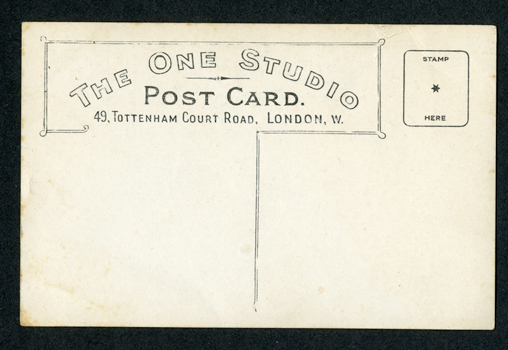 THE ONE STUDIO
POST CARD.
49, TOTTENHAM COURT ROAD, LONDON, W.
STAMP
*
HERE